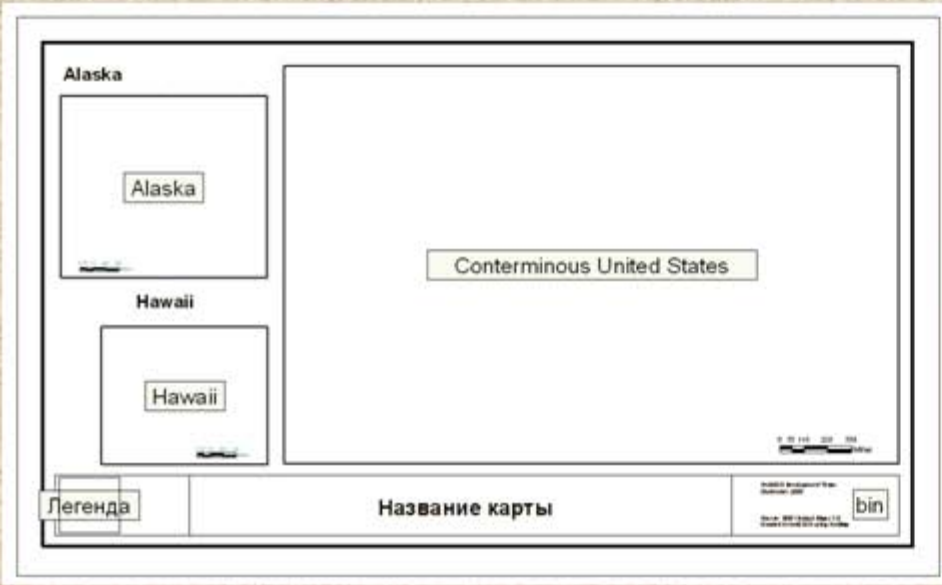 Alaska
Alaska
Conterminous United States
Hawaii
Hawaii
Легенда
Название карты
bin